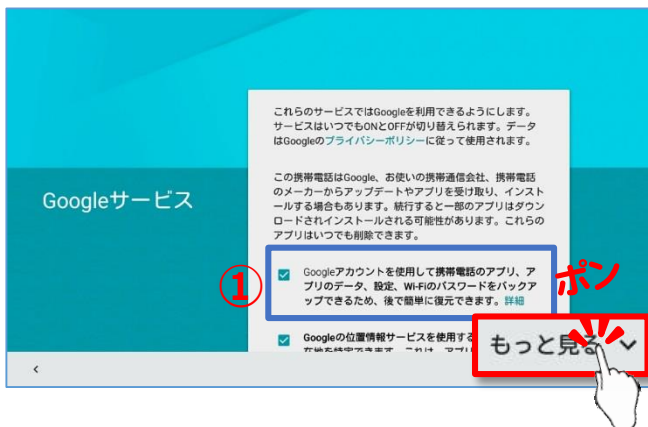 これらのサービスではGoogleを利用できるようにします。
サービスはいつでもONとOFFが切り替えられます。データ
はGoogleのプライバシーポリシーに従って使用されます。
この携帯電話はGoogle、お使いの携帯通信会社、携帯電話
のメーカーからアップデートやアプリを受け取り、インスト
ールする場合もあります。続行すると一部のアプリはダウン
ロードされインストールされる可能性があります。これらの
アプリはいつでも削除できます。
Googleサービス
①
Googleアカウントを使用して携帯電話のアプリ、ア
プリのデータ、設定、Wi-Fiのパスワードをバックア
ップできるため、後で簡単に復元できます。詳細
ポン
Googleの位置情報サービスを使用する
もっと見る